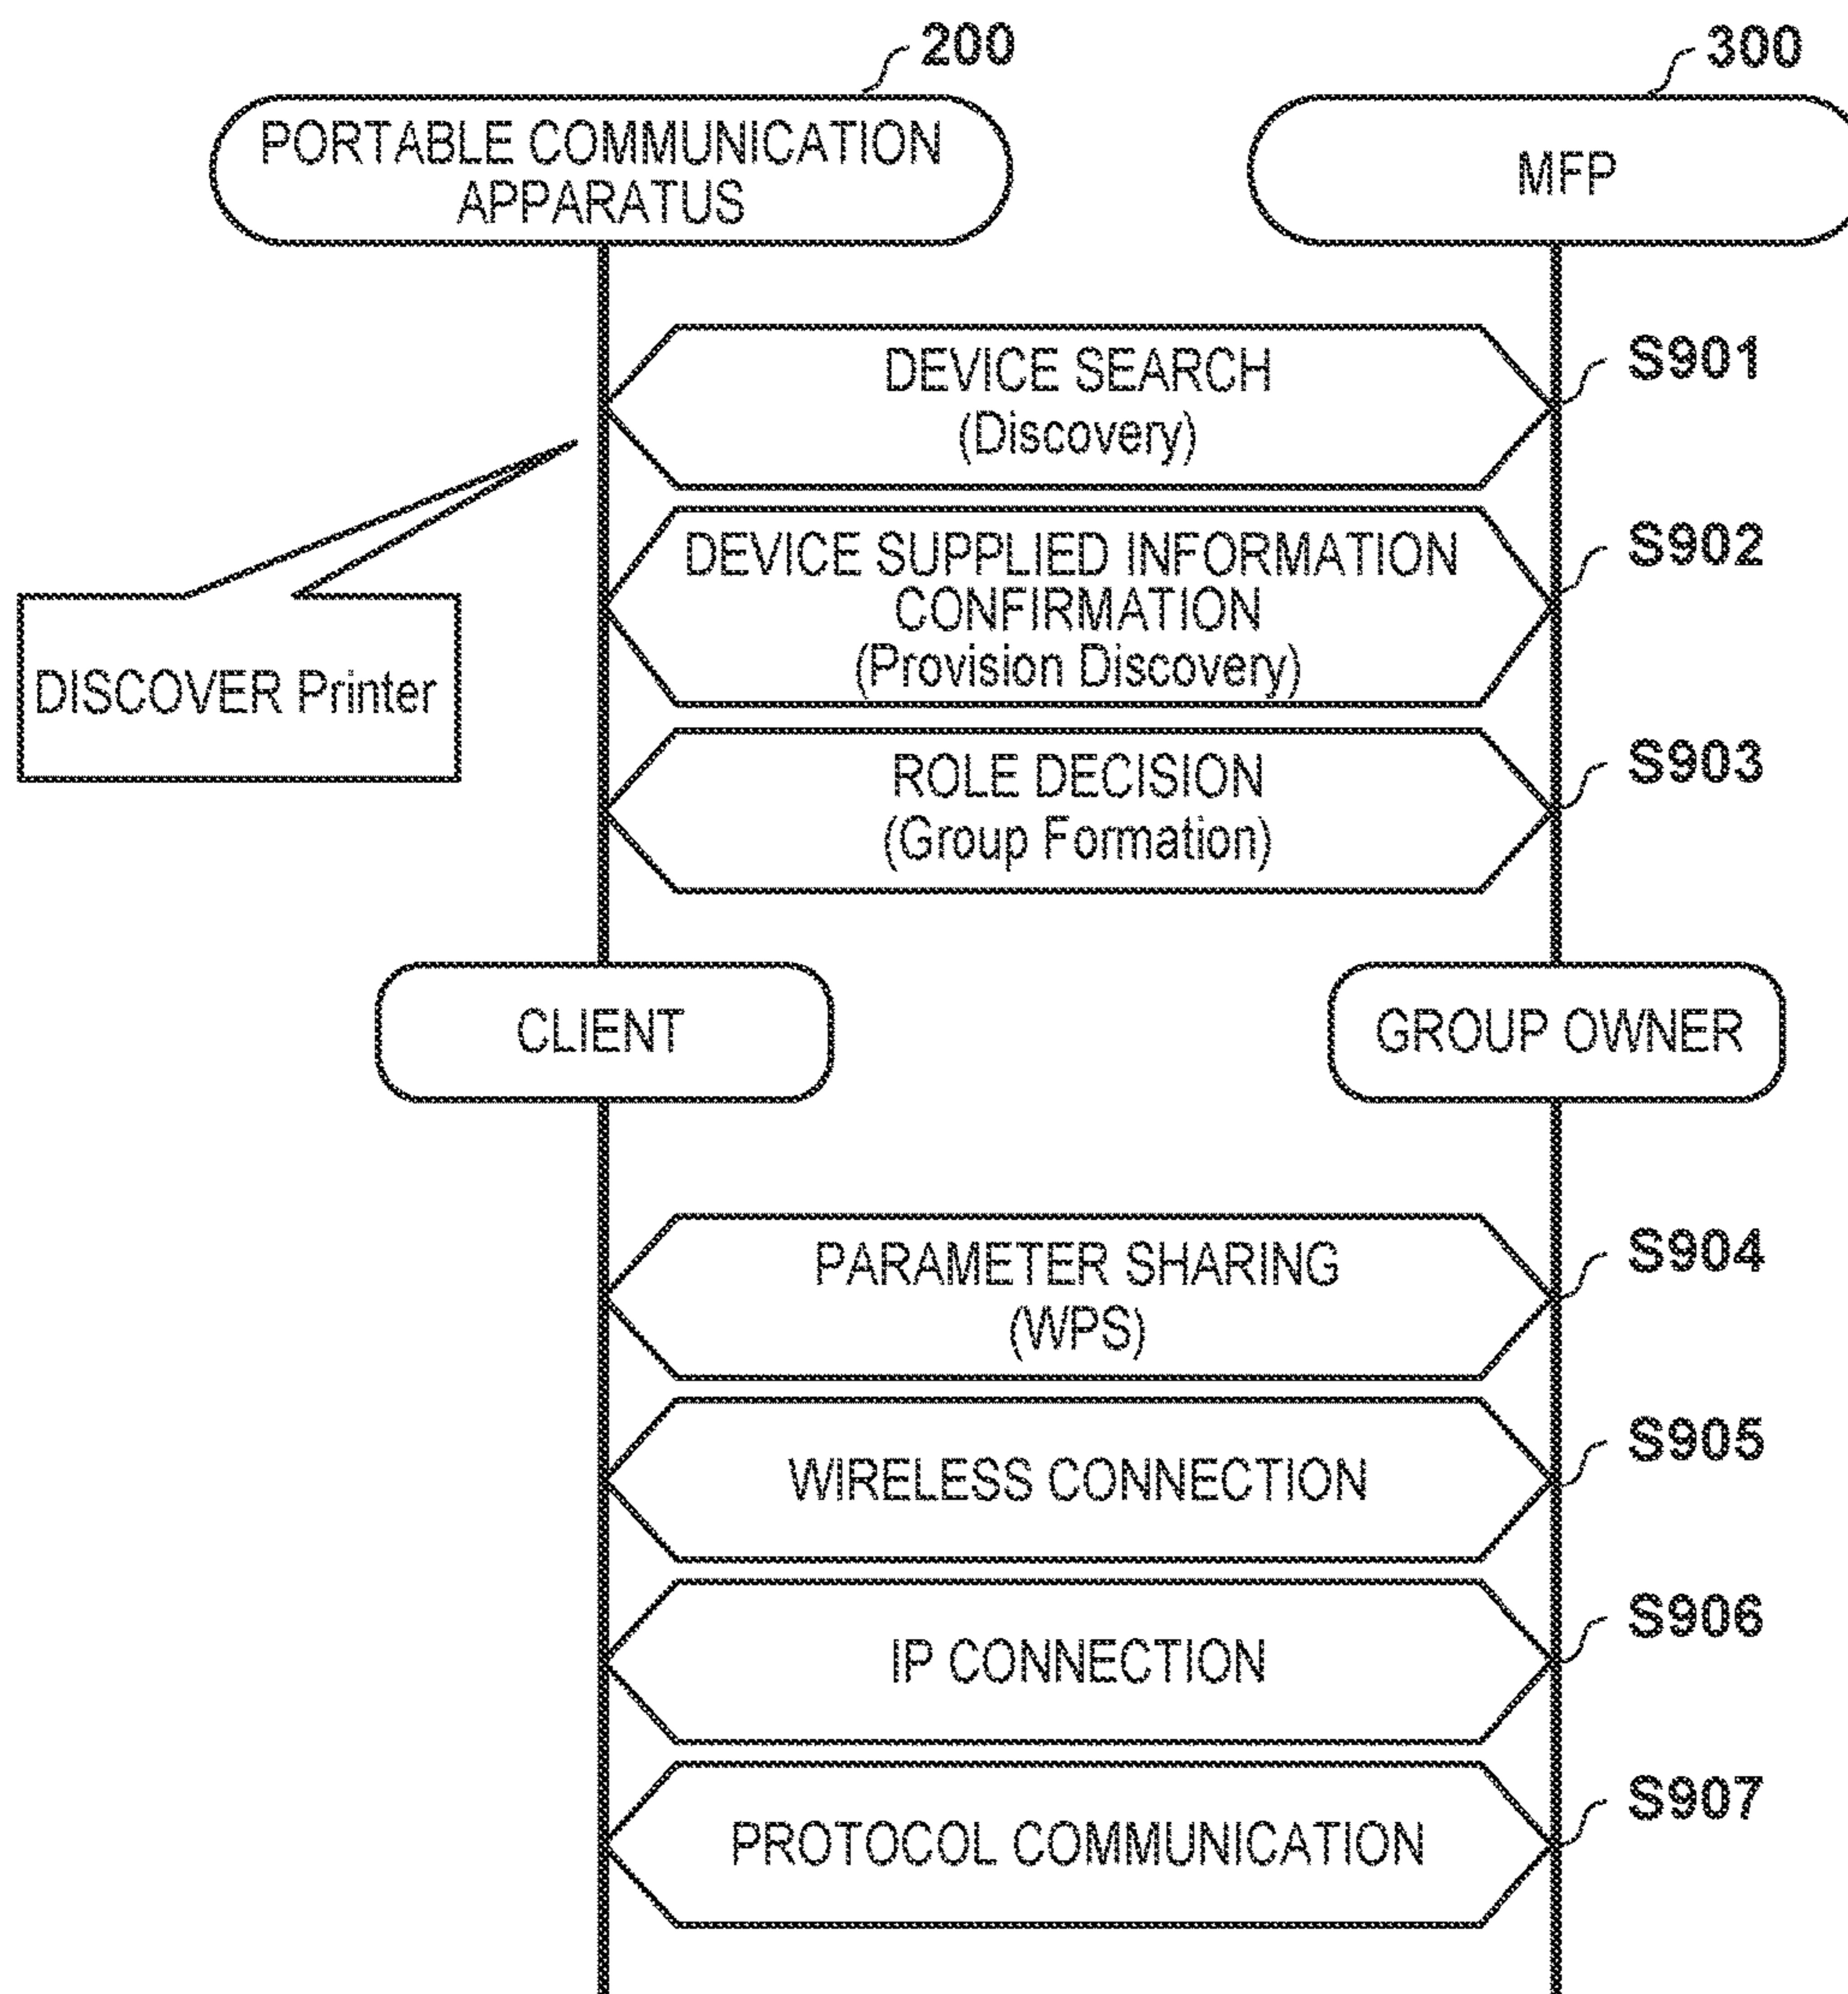 200
300
PORTABLE COMMUNICATION
APPARATUS
MFP
DEVICE SEARCH
(Discovery)
S901
DEVICE SUPPLIED INFORMATION
CONFIRMATION
(Provision Discovery)
S902
DISCOVER Printer
ROLE DECISION
(Group Formation)
S903
CLIENT
GROUP OWNER
PARAMETER SHARING
(WPS)
S904
WIRELESS CONNECTION
S905
IP CONNECTION
S906
PROTOCOL COMMUNICATION
S907